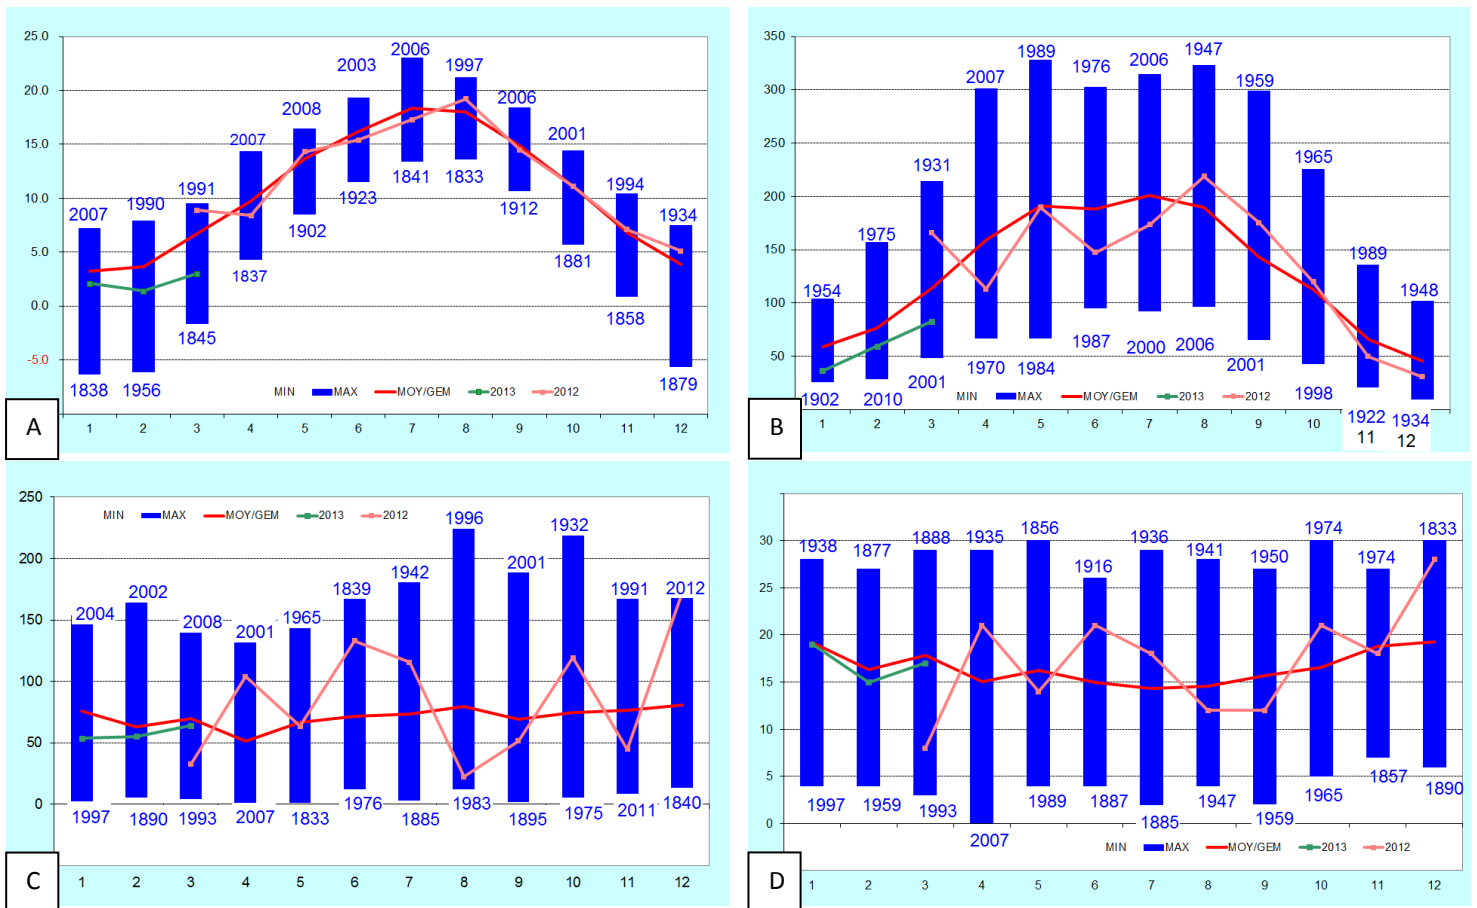 25.0
20.0
15.0
10.0
5.0
0.0
-5.0
2007 1990 1991 2007 2008 2003 2006 1997 2006 2001 1994 1934
1838 1956 1845 1837 1902 1923 1841 1833 1912 1881 1858 1879
MIN MAX MOY/GEM 2013 2012
A
1 2 3 4 5 6 7 8 9 10 11 12
350
300
250
200
150
100
50
1954 1975 1931 2007 1989 1976 2006 1947 1959 1965 1989 1948
1902 2010 2001 1970 1984 1987 2000 2006 2001 1998 1922 1934
MIN MAX MOY/GEM 2013 2012
B
1 2 3 4 5 6 7 8 9 10 11 12
250
200
150
100
50
0
MIN MAX MOY/GEM 2013 2012
2004 2002 2008 2001 1965 1839 1942 1996 2001 1932 1991 2012
1997 1890 1993 2007 1833 1976 1885 1983 1895 1975 2011 1840
C
1 2 3 4 5 6 7 8 9 10 11 12
30
25
20
15
10
5
0
1938 1877 1888 1935 1856 1916 1936 1941 1950 1974 1974 1833
1997 1959 1993 2007 1989 1887 1885 1947 1959 1965 1857 1890
MIN MAX MOY/GEM 2013 2012
D
1 2 3 4 5 6 7 8 9 10 11 12